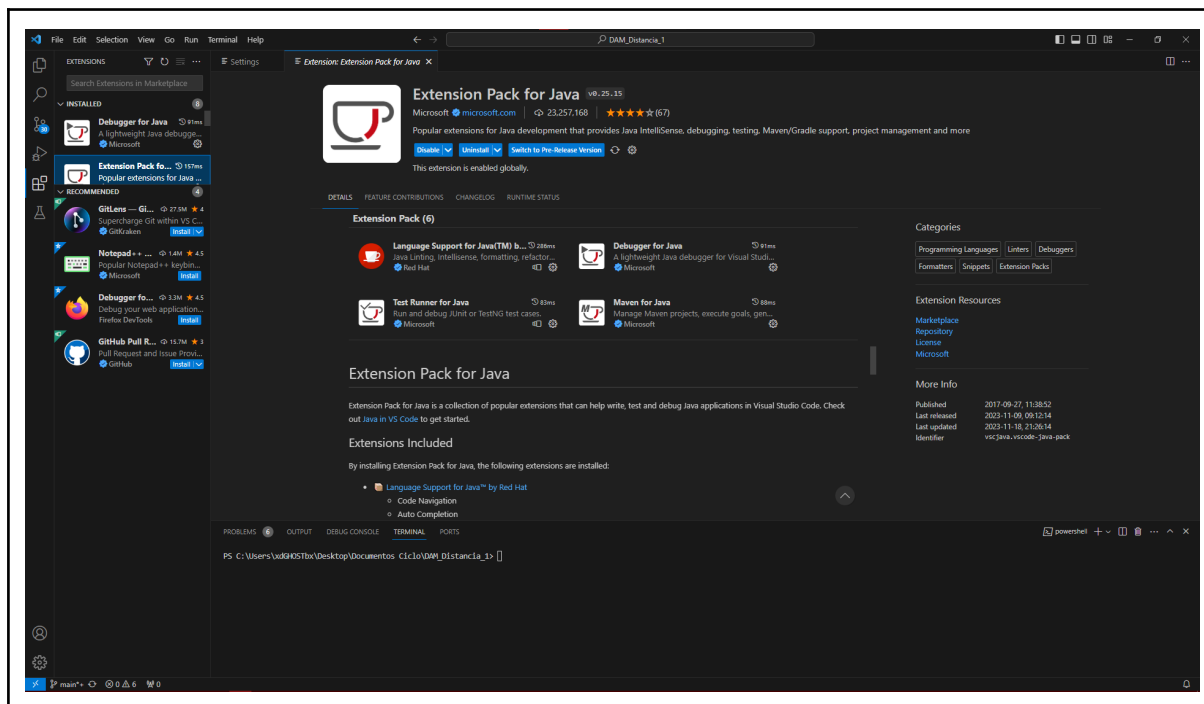 File Edit Selection View Go Run Terminal Help
DAM_Distancia_1
EXTENSIONS
Search Extensions in Marketplace
INSTALLED 8
Debugger for Java 91ms
A lightweight Java debugge...
Microsoft
Extension Pack fo... 157ms
Popular extensions for Java ...
RECOMMENDED 4
GitLens — Gi... 27.5M ★ 4
Supercharge Git within VS C...
GitKraken Install
Notepad++ ... 1.4M ★ 4.5
Popular Notepad++ keybin...
Microsoft Install
Debugger fo... 3.3M ★ 4.5
Debug your web application...
Firefox DevTools Install
GitHub Pull R... 15.7M ★ 3
Pull Request and Issue Provi...
GitHub Install
Settings
Extension: Extension Pack for Java
Extension Pack for Java v0.25.15
Microsoft microsoft.com 23,257,168 (67)
Popular extensions for Java development that provides Java IntelliSense, debugging, testing, Maven/Gradle support, project management and more
Disable Uninstall Switch to Pre-Release Version
This extension is enabled globally.
DETAILS FEATURE CONTRIBUTIONS CHANGELOG RUNTIME STATUS
Extension Pack (6)
Language Support for Java(TM) b... 286ms
Java Linting, Intellisense, formatting, refactor...
Red Hat
Debugger for Java 91ms
A lightweight Java debugger for Visual Studi...
Microsoft
Test Runner for Java 83ms
Run and debug JUnit or TestNG test cases.
Microsoft
Maven for Java 88ms
Manage Maven projects, execute goals, gen...
Microsoft
Extension Pack for Java
Extension Pack for Java is a collection of popular extensions that can help write, test and debug Java applications in Visual Studio Code. Check
out Java in VS Code to get started.
Extensions Included
By installing Extension Pack for Java, the following extensions are installed:
Language Support for Java™ by Red Hat
Code Navigation
Auto Completion
Categories
Programming Languages Linters Debuggers
Formatters Snippets Extension Packs
Extension Resources
Marketplace
Repository
License
Microsoft
More Info
Published 2017-09-27, 11:38:52
Last released 2023-11-09, 09:12:14
Last updated 2023-11-18, 21:26:14
Identifier vscjava.vscode-java-pack
PROBLEMS 6 OUTPUT DEBUG CONSOLE TERMINAL PORTS
powershell
PS C:\Users\xdGHOSTbx\Desktop\Documentos Ciclo\DAM_Distancia_1>
main*+ 0 6 0